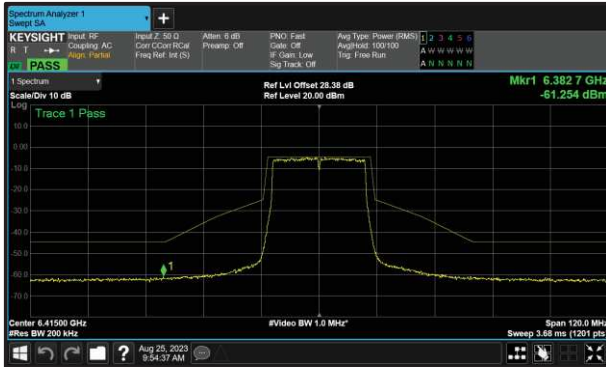 Spectrum Analyzer 1
Swept SA
KEYSIGHT Input: RF Input Z: 50 Ω Atten: 6 dB PNO: Fast Avg Type: Power (RMS) 1 2 3 4 5 6
R T Coupling: AC Corr CCorr RCal Preamp: Off Gate: Off Avg|Hold: 100/100 A W W W W W
Align: Partial Freq Ref: Int (S) IF Gain: Low Trig: Free Run
PASS Sig Track: Off A N N N N N
1 Spectrum Ref Lvl Offset 28.38 dB Mkr1 6.382 7 GHz
Scale/Div 10 dB Ref Level 20.00 dBm -61.254 dBm
Log
Trace 1 Pass
10.0
0.00
-10.0
-20.0
-30.0
-40.0
-50.0
1
-60.0
-70.0
Center 6.41500 GHz #Video BW 1.0 MHz* Span 120.0 MHz
#Res BW 200 kHz Sweep 3.68 ms (1201 pts
? Aug 25, 2023
9:54:37 AM